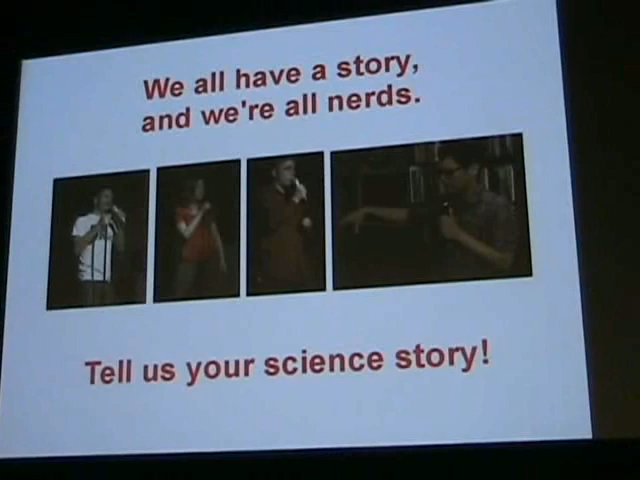 We all have a story,
and we're all nerds.
Tell us your science story!